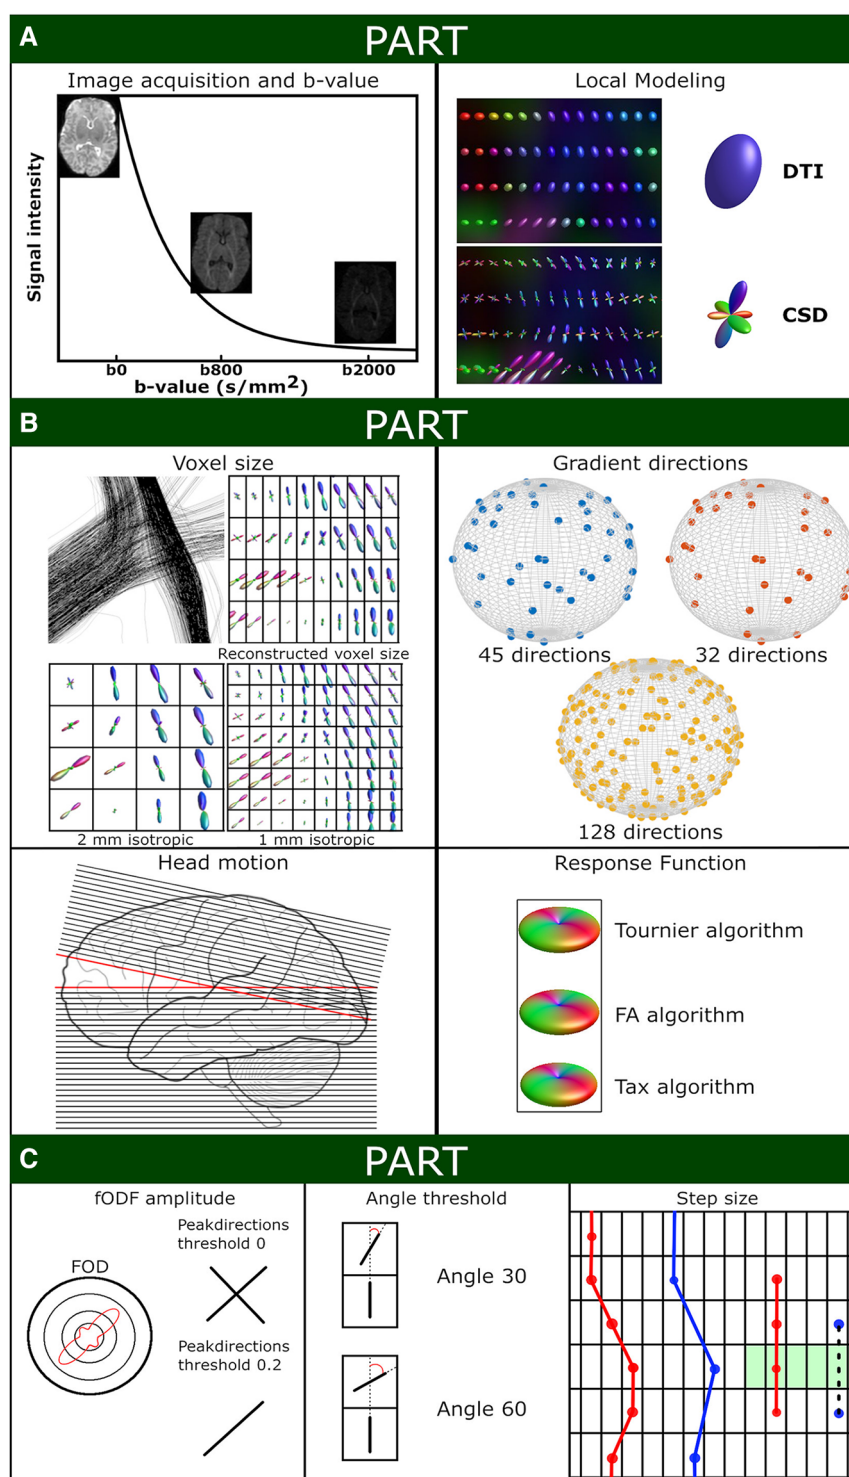 A
PART
Image acquisition and b-value
Signal intensity
b0
b800
b2000
b-value (s/mm2)
Local Modeling
DTI
CSD
B
PART
Voxel size
Reconstructed voxel size
2 mm isotropic
1 mm isotropic
Gradient directions
45 directions
32 directions
128 directions
Head motion
Response Function
Tournier algorithm
FA algorithm
Tax algorithm
C
PART
fODF amplitude
Peakdirections
threshold 0
FOD
Peakdirections
threshold 0.2
Angle threshold
Angle 30
Angle 60
Step size